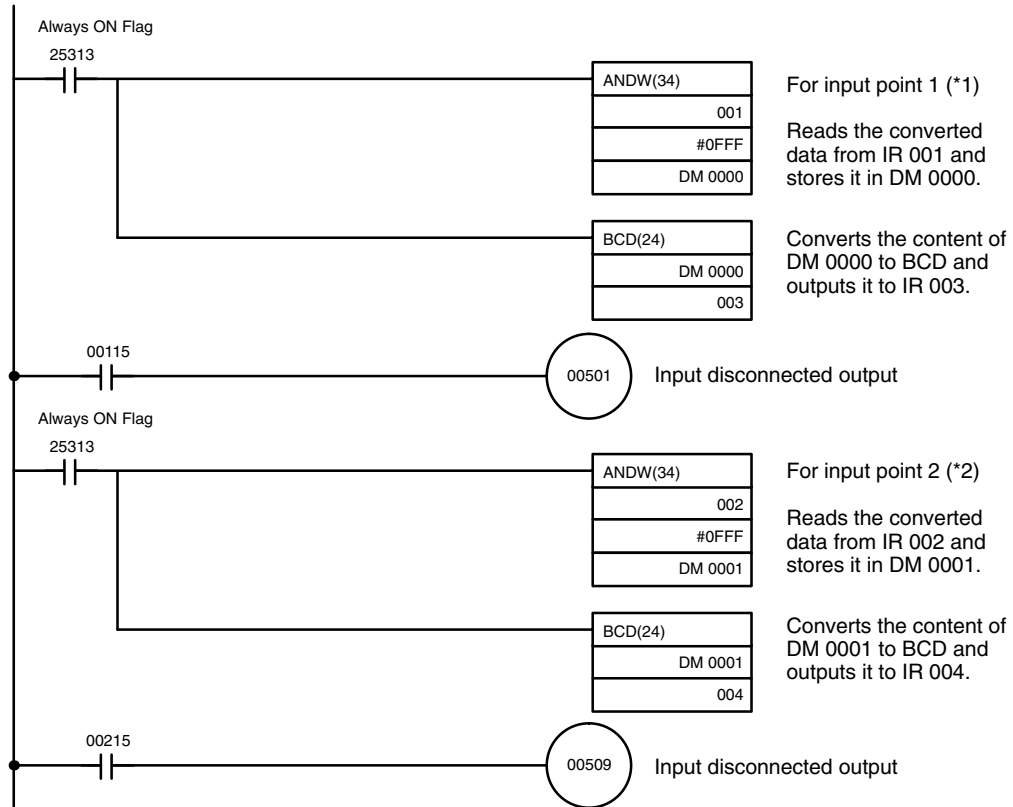 Always ON Flag
25313
ANDW(34)
001
#0FFF
DM 0000
For input point 1 (*1)
Reads the converted
data from IR 001 and
stores it in DM 0000.
BCD(24)
DM 0000
003
Converts the content of
DM 0000 to BCD and
outputs it to IR 003.
00115
00501
Input disconnected output
Always ON Flag
25313
ANDW(34)
002
#0FFF
DM 0001
For input point 2 (*2)
Reads the converted
data from IR 002 and
stores it in DM 0001.
BCD(24)
DM 0001
004
Converts the content of
DM 0001 to BCD and
outputs it to IR 004.
00215
00509
Input disconnected output